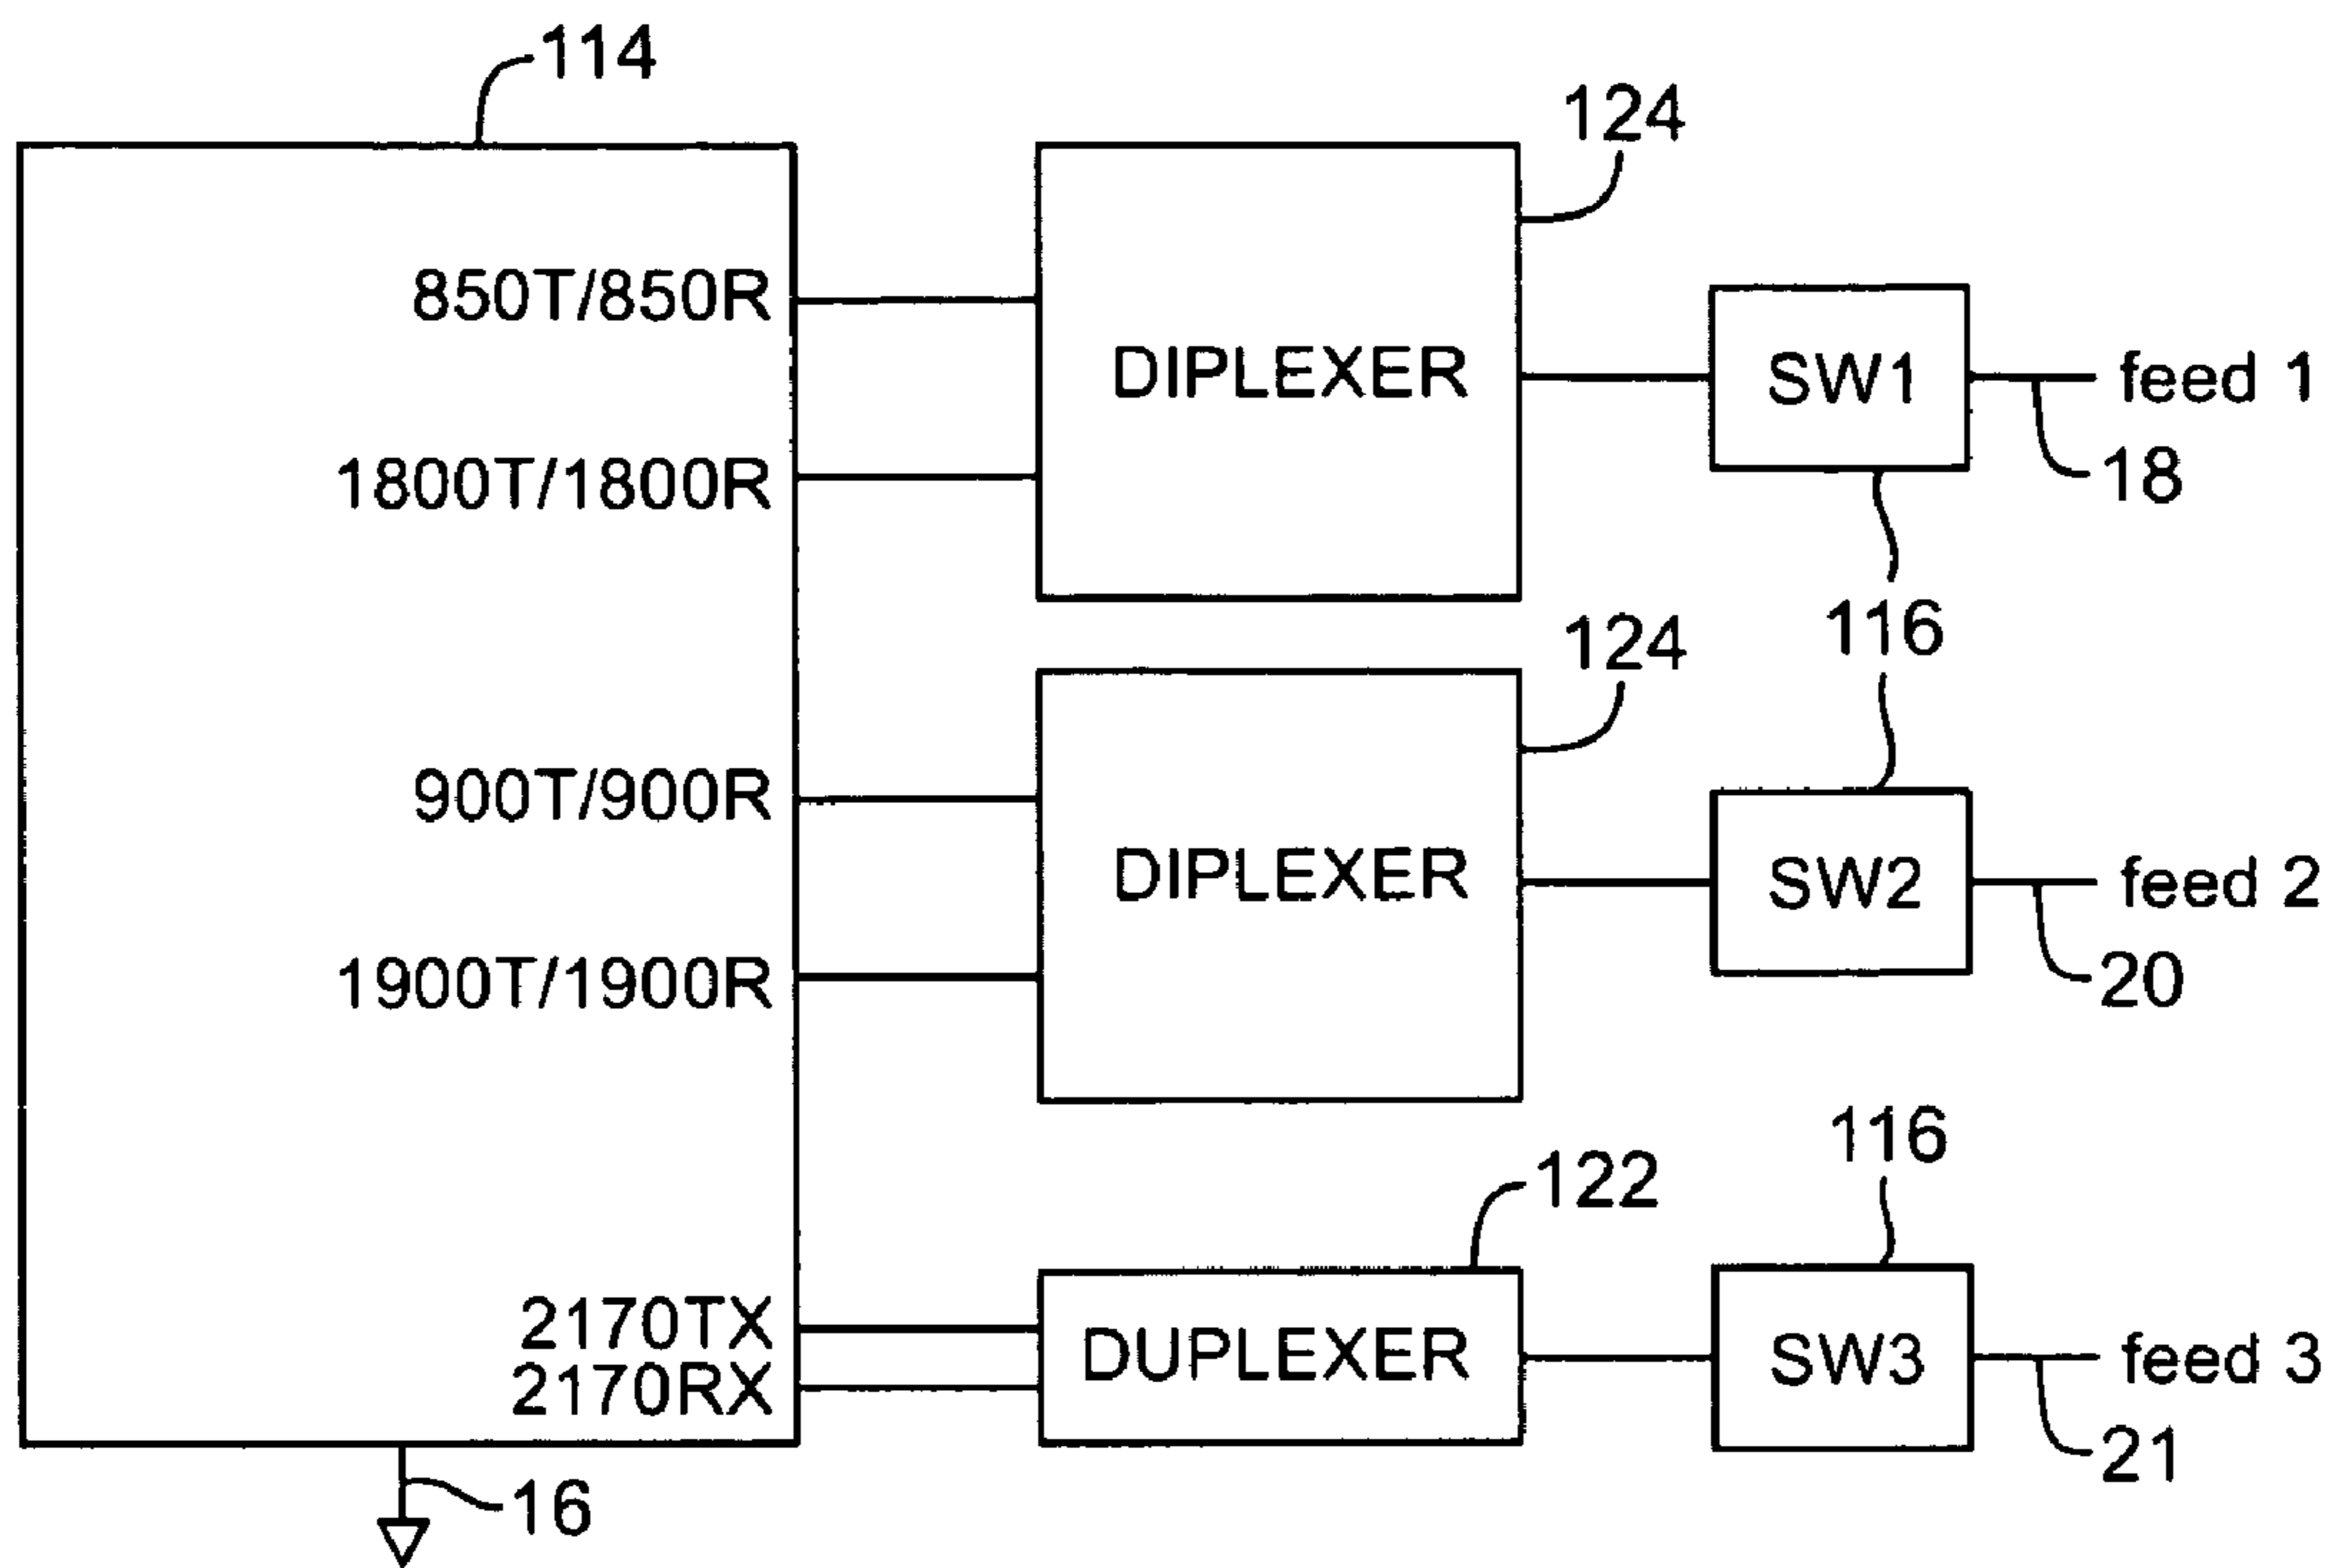 114
124
850T/850R
DIPLEXER
SW1
feed 1
1800T/1800R
18
116
124
900T/900R
DIPLEXER
SW2
feed 2
1900T/1900R
20
116
122
2170TX
DUPLEXER
SW3
feed 3
2170RX
21
16